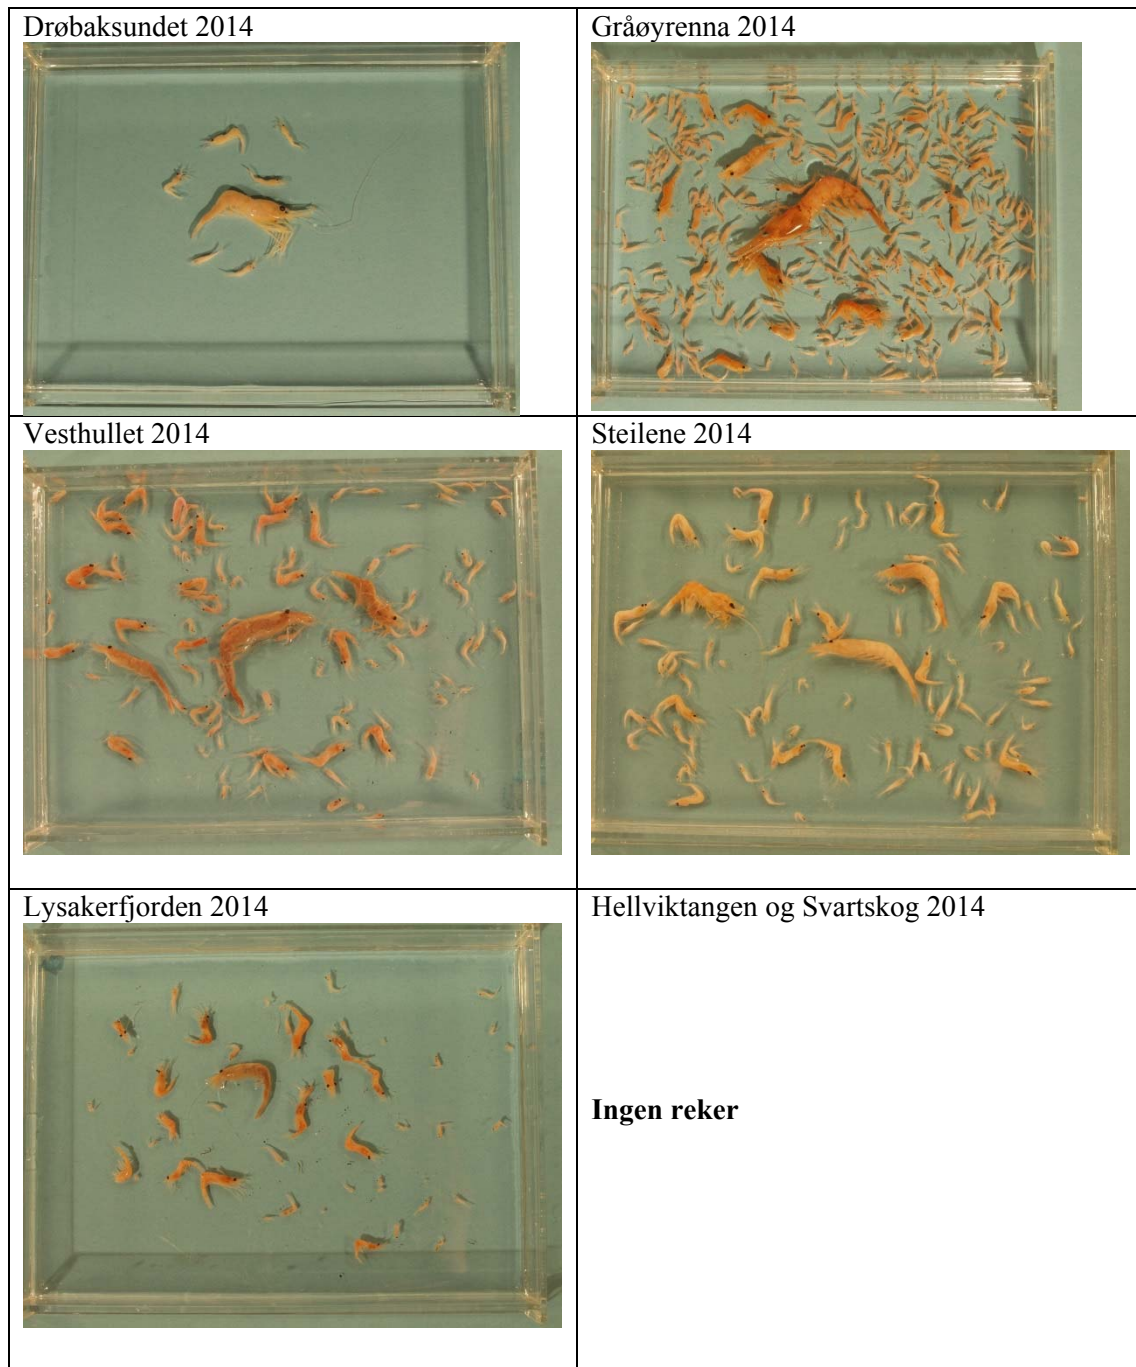 Drøbaksundet 2014
Gråøyrenna 2014
Vesthullet 2014
Steilene 2014
Lysakerfjorden 2014
Hellviktangen og Svartskog 2014
Ingen reker